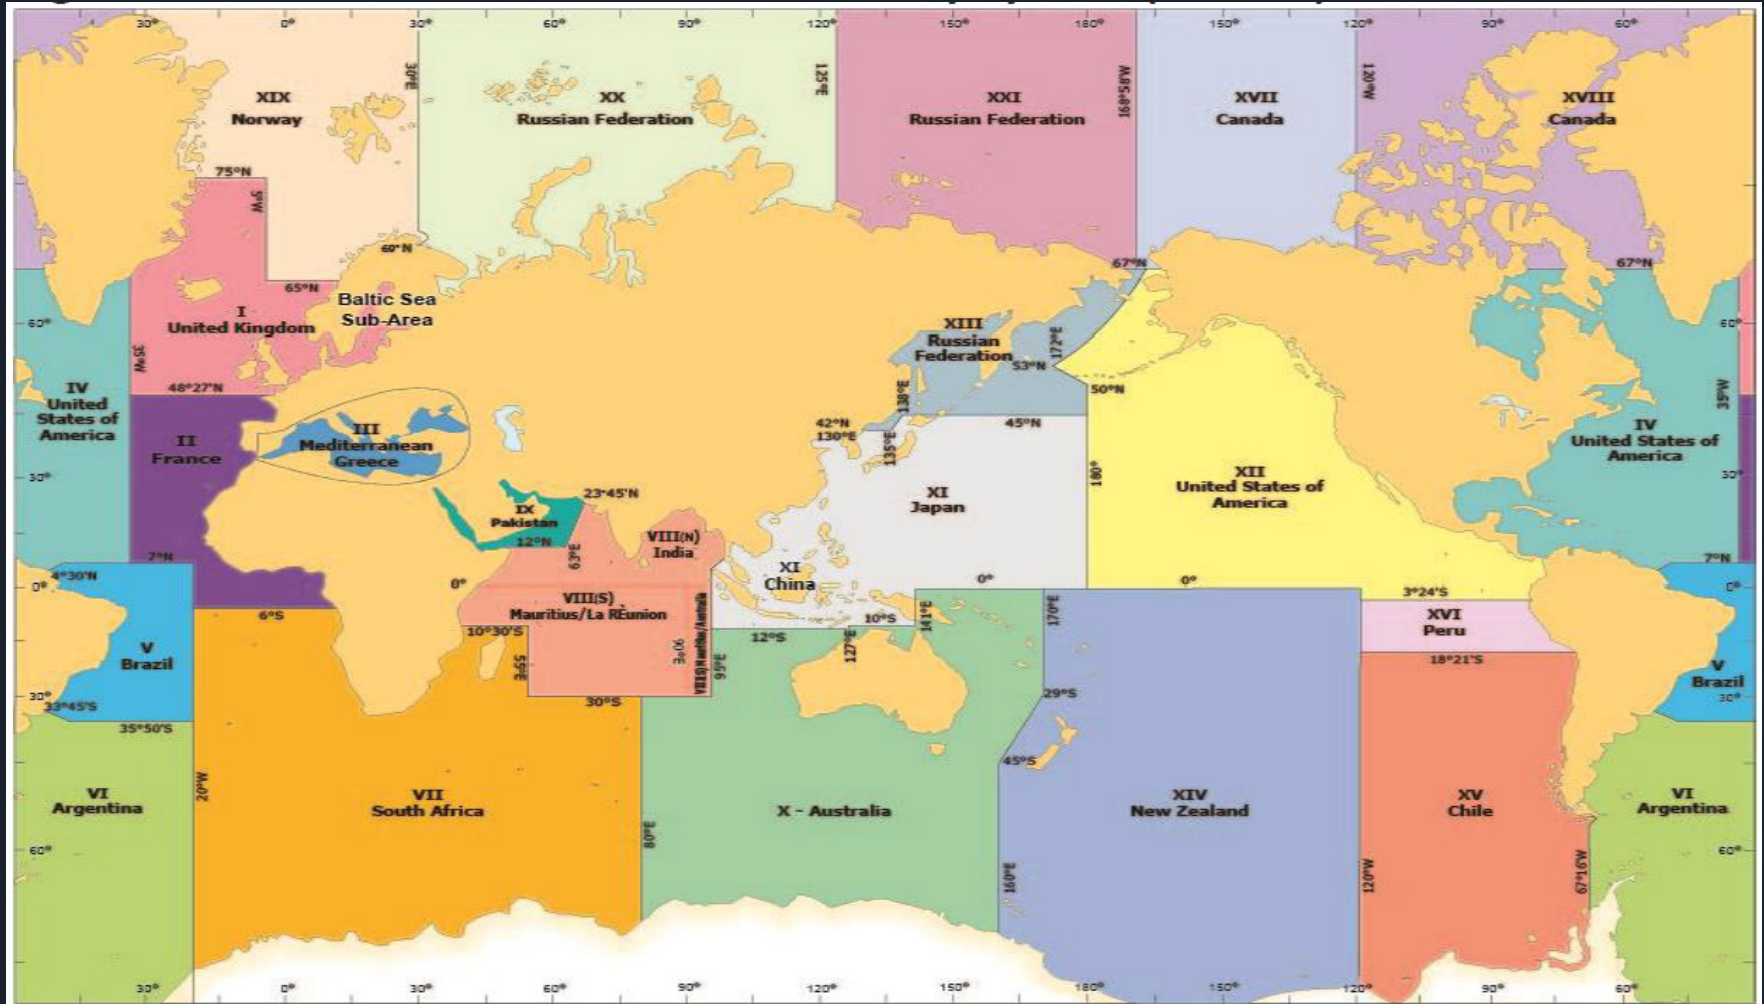 30°
0°
30°
60°
90°
120°
150°
180°
150°
120°
90°
60°
XIX
Norway
30°E
XX
Russian Federation
125°E
XXI
Russian Federation
168°58'W
XVII
Canada
120°W
XVIII
Canada
75°N
5°W
69°N
65°N
67°N
67°N
Baltic Sea
Sub-Area
I
United Kingdom
60°
60°
35°W
48°27'N
XIII
Russian
Federation
172°E
53°N
50°N
138°E
IV
United
States of
America
II
France
III
Mediterranean
Greece
42°N
130°E
135°E
45°N
35°W
IV
United States of
America
30°
30°
180°
XII
United States of
America
XI
Japan
23°45'N
IX
Pakistan
12°N
63°E
VIII(N)
India
7°N
7°N
4°30'N
0°
0°
XI
China
0°
0°
0°
3°24'S
6°S
VIII(S)
Mauritius/La RÈunion
VIII(S)Mauritius/Australia
10°30'S
55°E
90°E
95°E
12°S
10°S
127°E
141°E
170°E
XVI
Peru
18°21'S
V
Brazil
V
Brazil
30°
30°
33°45'S
35°50'S
30°S
29°S
45°S
20°W
VI
Argentina
VII
South Africa
80°E
X - Australia
160°E
XIV
New Zealand
120°W
XV
Chile
67°16'W
VI
Argentina
60°
60°
30°
0°
30°
60°
90°
120°
150°
180°
150°
120°
90°
60°